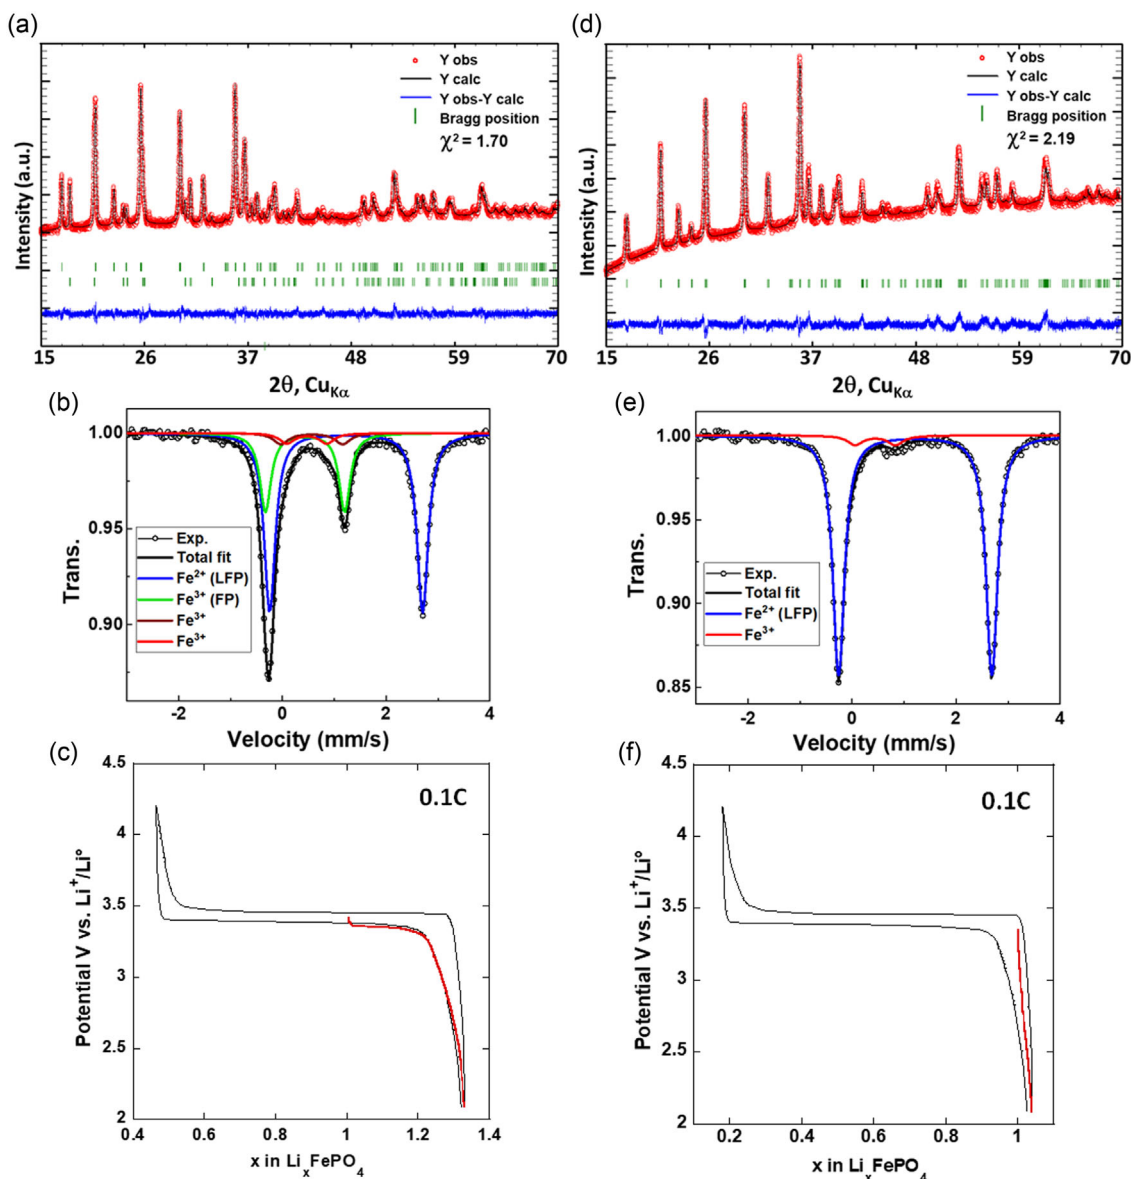 (a)
Y obs
Y calc
Y obs-Y calc
Bragg position
χ² = 1.70
Intensity (a.u.)
15 26 37 48 59 70
2θ, CuKα
(d)
Y obs
Y calc
Y obs-Y calc
Bragg position
χ² = 2.19
Intensity (a.u.)
15 26 37 48 59 70
2θ, CuKα
(b)
1.00
0.95
0.90
Trans.
Exp.
Total fit
Fe²⁺ (LFP)
Fe³⁺ (FP)
Fe³⁺
Fe³⁺
-2 0 2 4
Velocity (mm/s)
(e)
1.00
0.95
0.90
0.85
Trans.
Exp.
Total fit
Fe²⁺ (LFP)
Fe³⁺
-2 0 2 4
Velocity (mm/s)
(c)
0.1C
4.5
4
3.5
3
2.5
2
Potential V vs. Li⁺/Li°
0.4 0.6 0.8 1 1.2 1.4
x in LiₓFePO₄
(f)
0.1C
4.5
4
3.5
3
2.5
2
Potential V vs. Li⁺/Li°
0.2 0.4 0.6 0.8 1
x in LiₓFePO₄